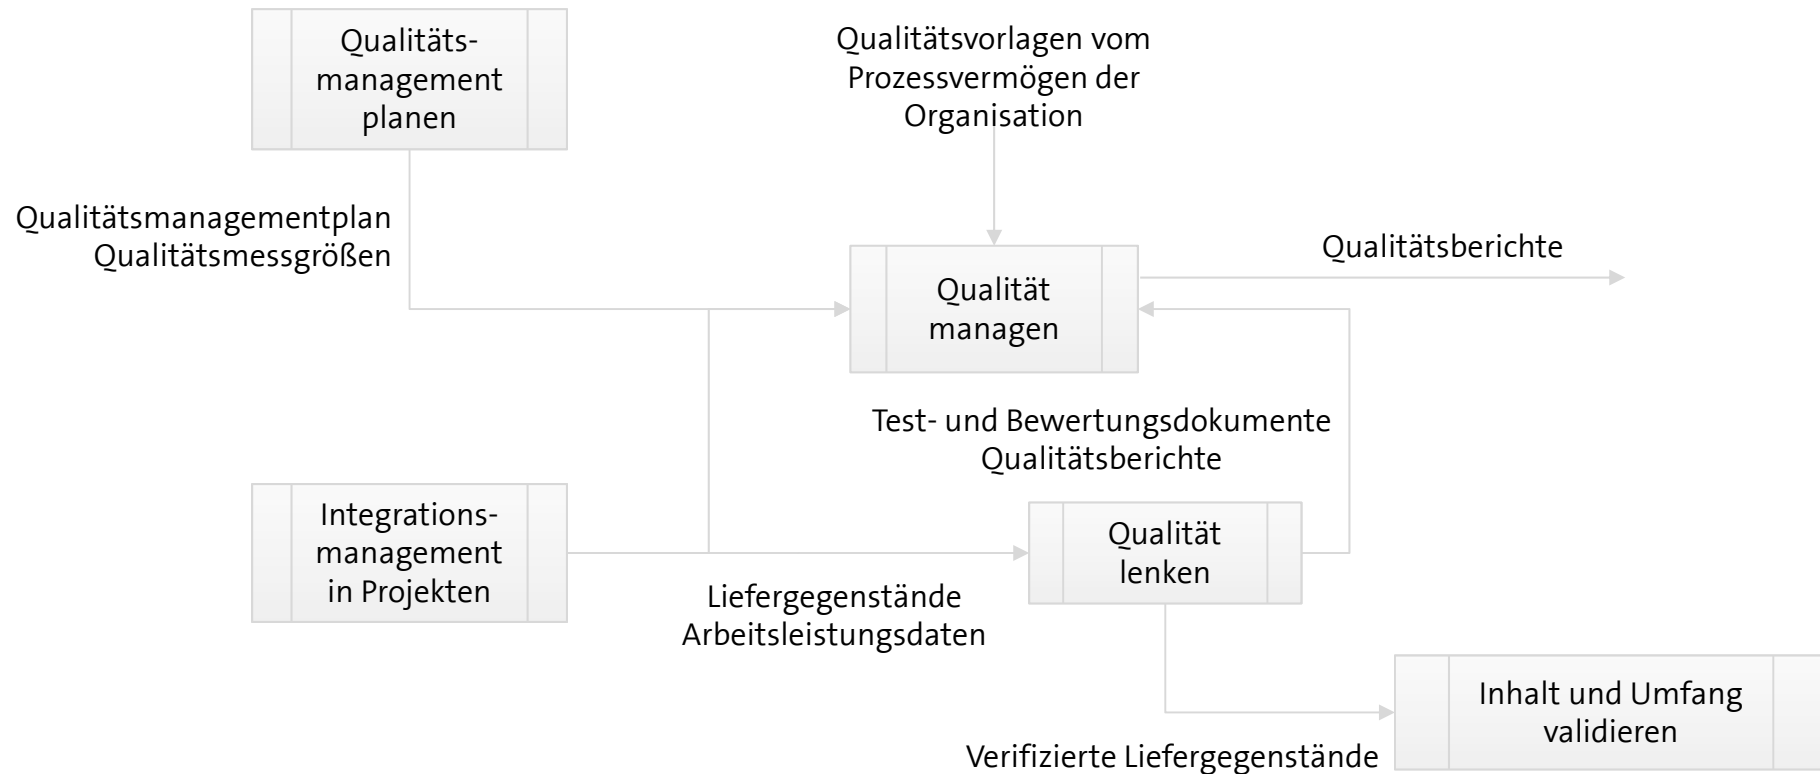 Qualitäts-
management
planen
Qualitätsvorlagen vom
Prozessvermögen der
Organisation
Qualitätsmanagementplan
Qualitätsmessgrößen
Qualitätsberichte
Qualität
managen
Test- und Bewertungsdokumente
Qualitätsberichte
Integrations-
management
in Projekten
Qualität
lenken
Liefergegenstände
Arbeitsleistungsdaten
Inhalt und Umfang
validieren
Verifizierte Liefergegenstände